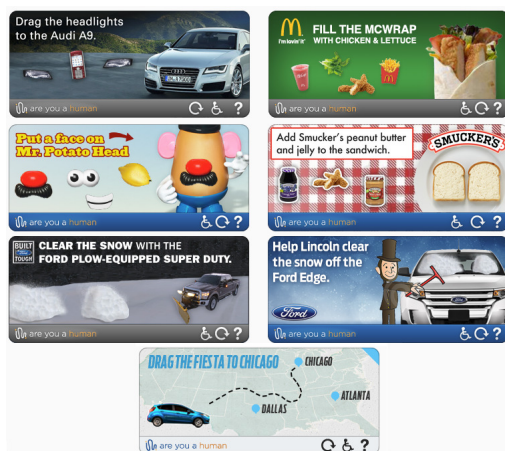 Drag the headlights
to the Audi A9.
are you a human
?
M
i'm lovin' it
FILL THE MCWRAP
WITH CHICKEN & LETTUCE
are you a human
?
Put a face on
Mr. Potato Head
are you a human
?
Add Smucker's peanut butter
and jelly to the sandwich.
SMUCKER'S
are you a human
?
BUILT
Ford
TOUGH
CLEAR THE SNOW WITH THE
FORD PLOW-EQUIPPED SUPER DUTY.
are you a human
?
Help Lincoln clear
the snow off the
Ford Edge.
Ford
are you a human
?
DRAG THE FIESTA TO CHICAGO
CHICAGO
ATLANTA
DALLAS
are you a human
?